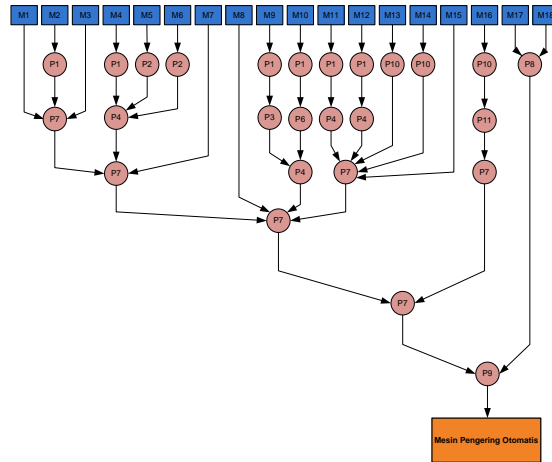 M1 M2 M3 M4 M5 M6 M7 M8 M9 M10 M11 M12 M13 M14 M15 M16 M17 M18
P1 P1 P2 P2 P1 P1 P1 P1 P10 P10 P10 P8
P7 P4 P3 P6 P4 P4 P11
P7 P4 P7 P7
P7
P7
P9
Mesin Pengering Otomatis